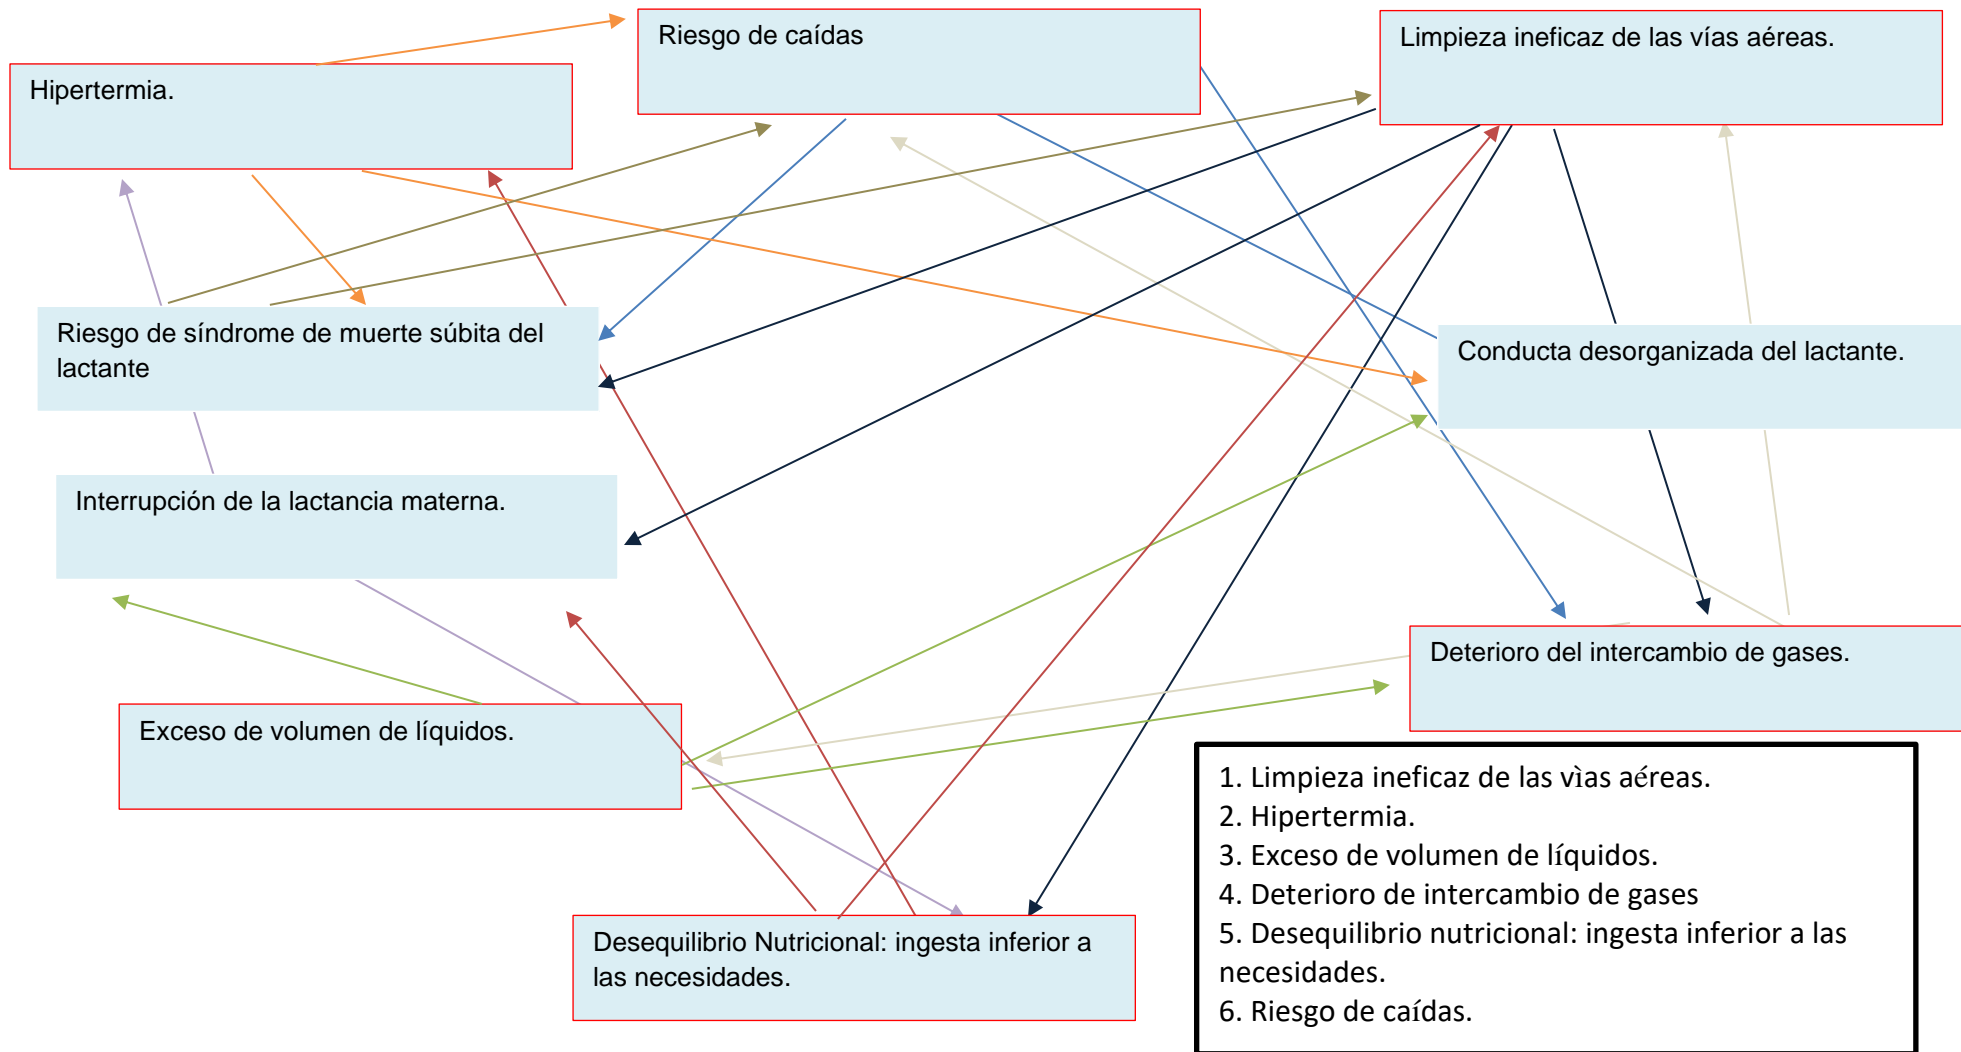 Riesgo de caídas
Limpieza ineficaz de las vías aéreas.
Hipertermia.
Riesgo de síndrome de muerte súbita del
lactante
Conducta desorganizada del lactante.
Interrupción de la lactancia materna.
Deterioro del intercambio de gases.
Exceso de volumen de líquidos.
Desequilibrio Nutricional: ingesta inferior a
las necesidades.
1. Limpieza ineficaz de las vìas aéreas.
2. Hipertermia.
3. Exceso de volumen de líquidos.
4. Deterioro de intercambio de gases
5. Desequilibrio nutricional: ingesta inferior a las
necesidades.
6. Riesgo de caídas.